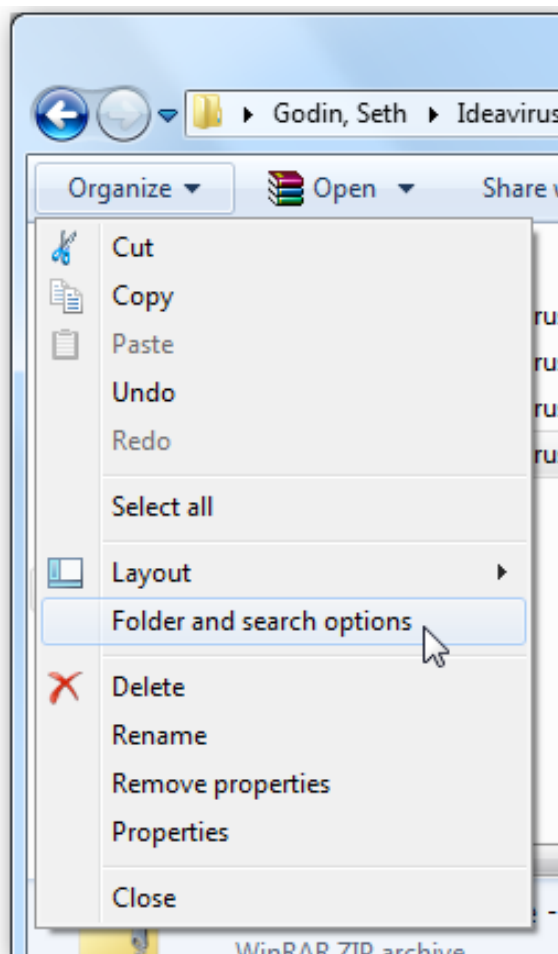 Godin, Seth Ideavirus
Organize Open Share
Cut
Copy
Paste
Undo
Redo
Select all
Layout
Folder and search options
Delete
Rename
Remove properties
Properties
Close
WinRAR ZIP archive